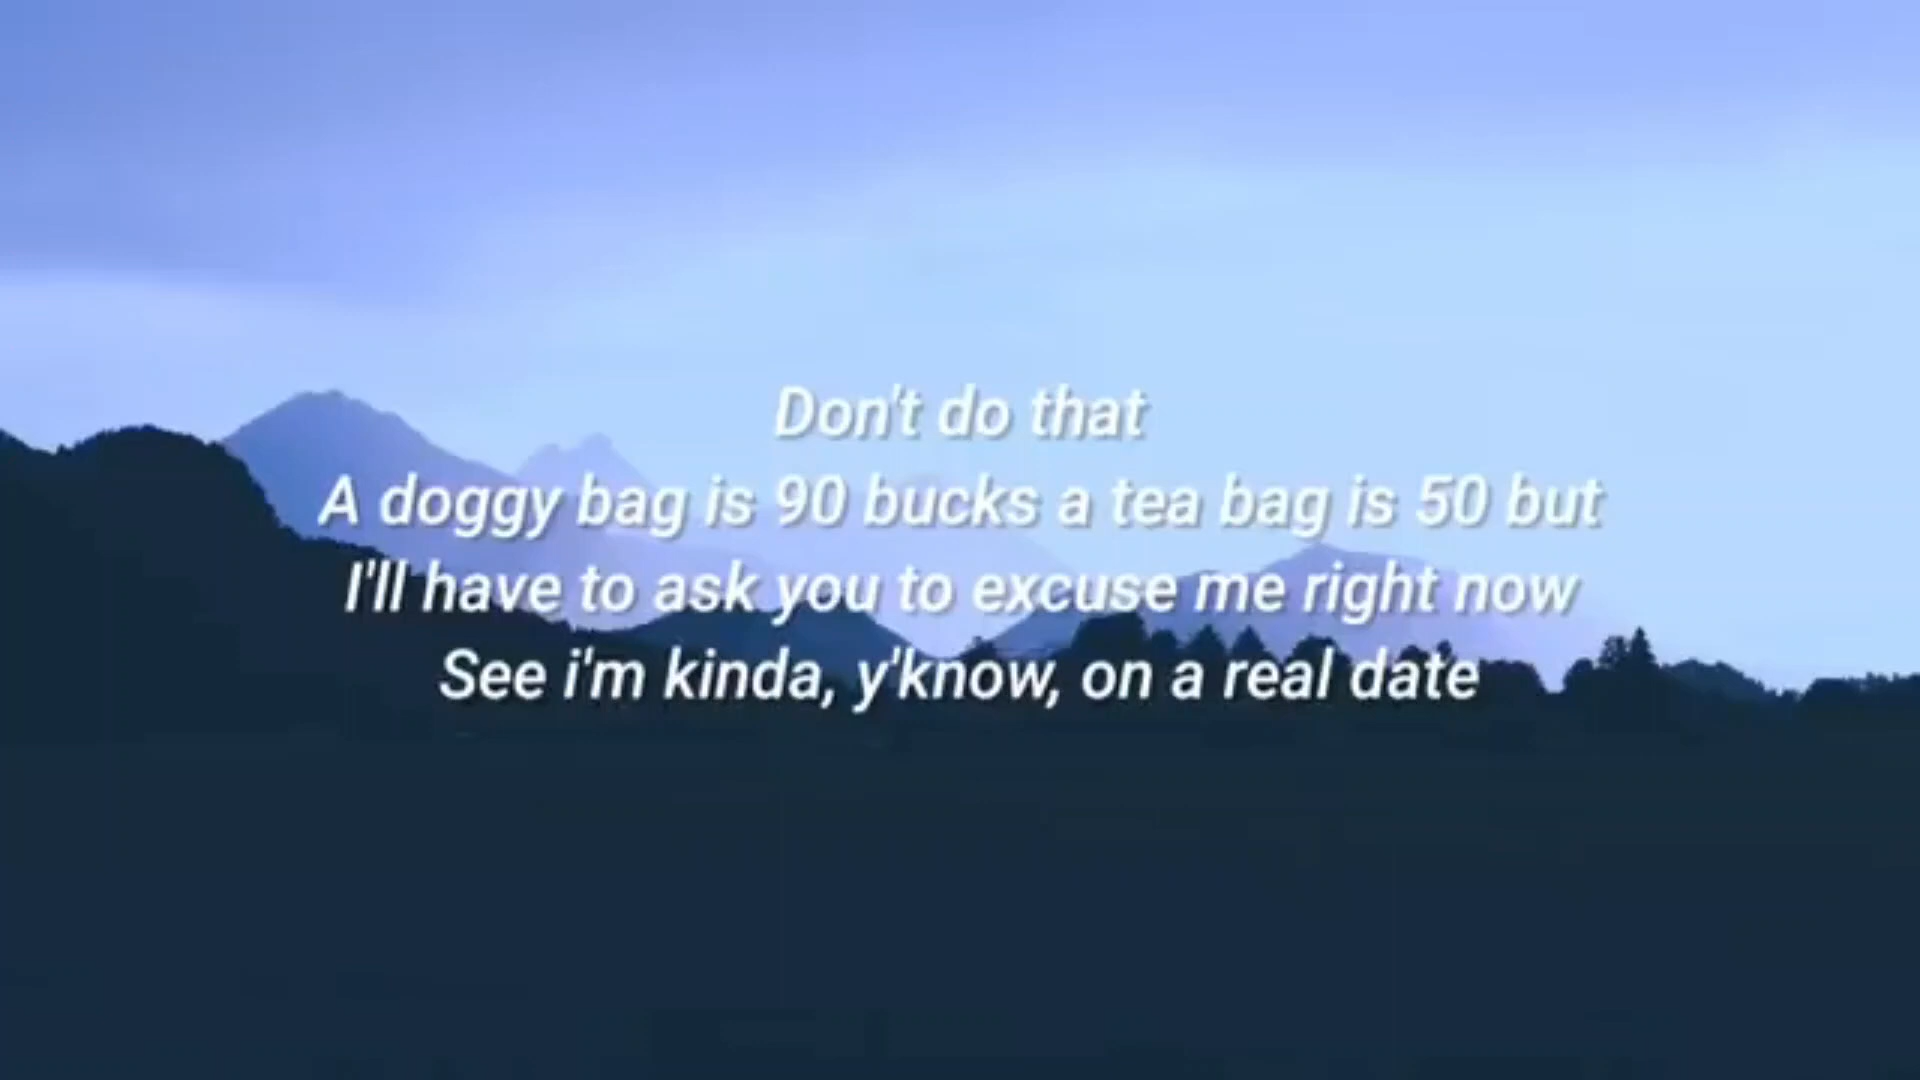 Don't do that
A doggy bag is 90 bucks a tea bag is 50 but
I'll have to ask you to excuse me right now
See i'm kinda, y'know, on a real date